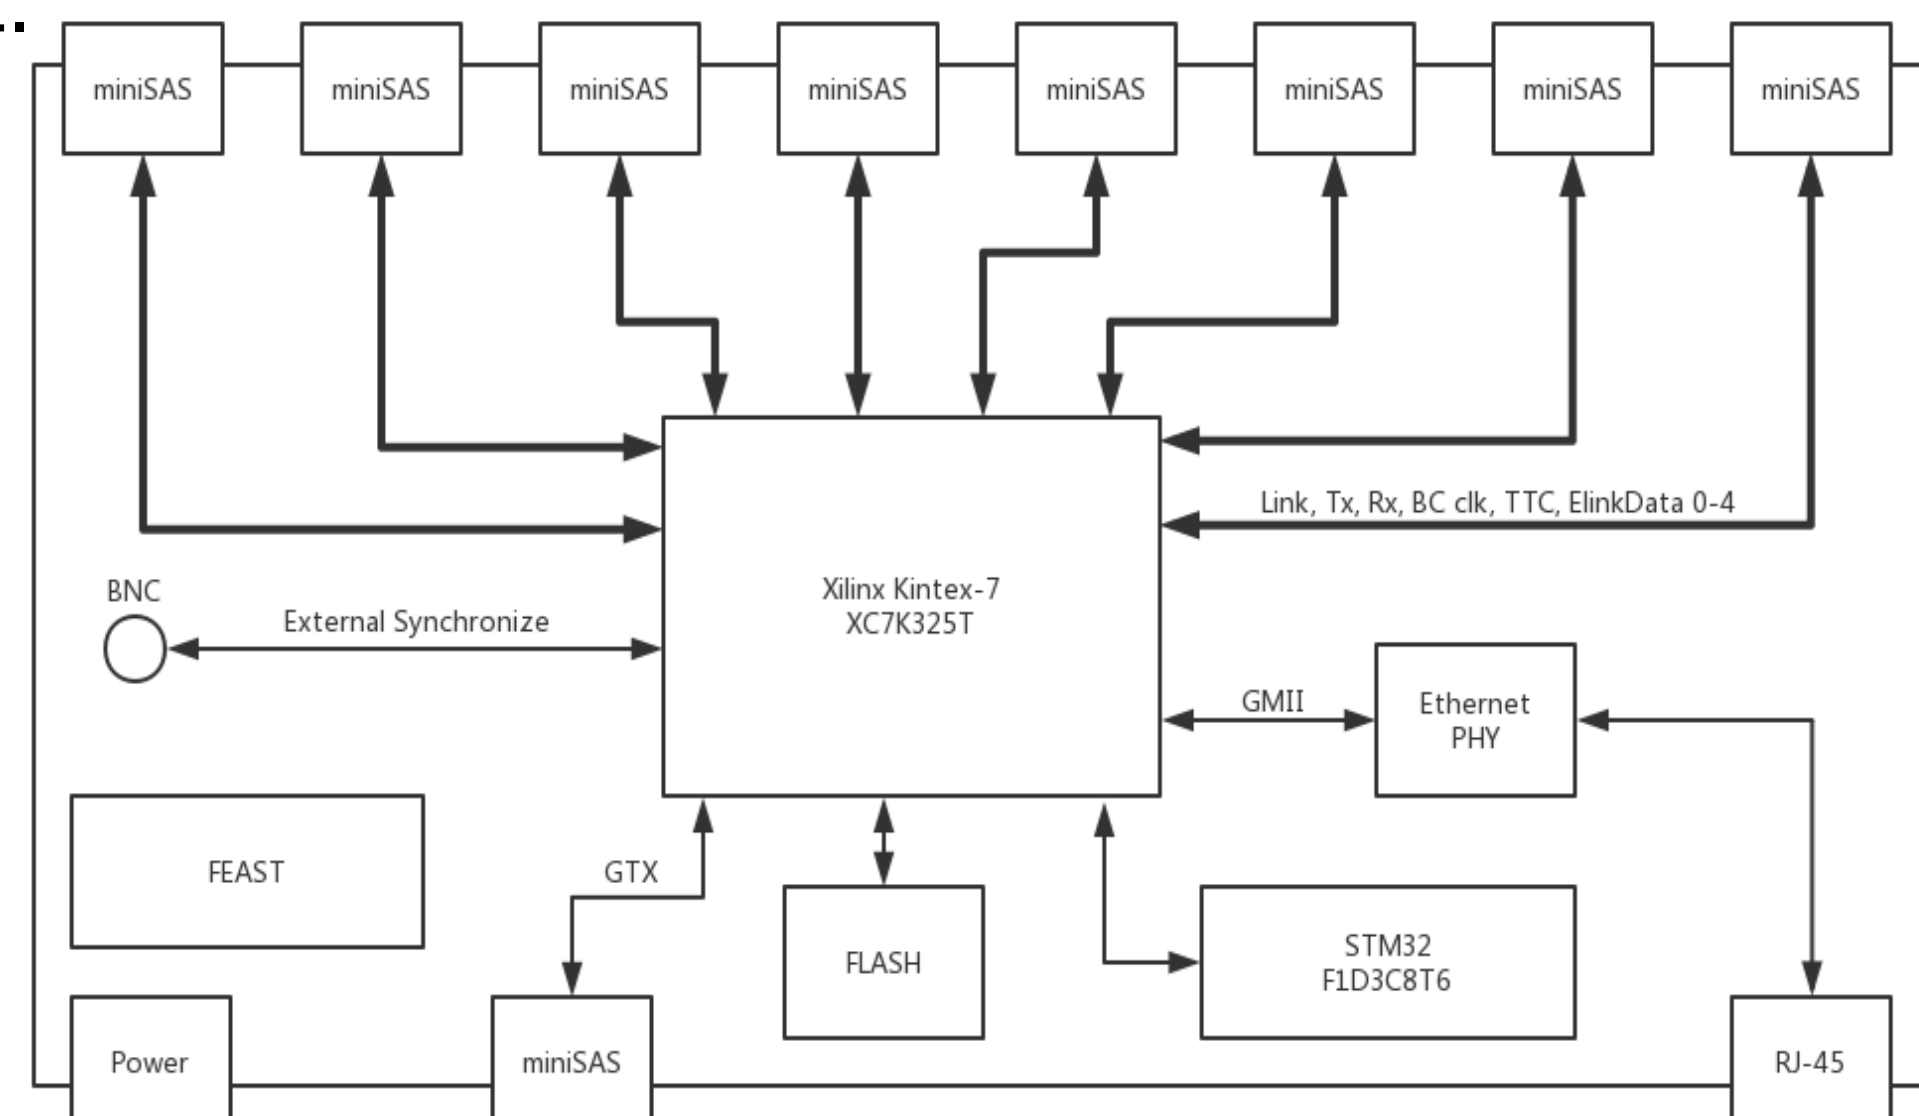 miniSAS miniSAS miniSAS miniSAS miniSAS miniSAS miniSAS miniSAS
Link, Tx, Rx, BC clk, TTC, ElinkData 0-4
BNC
External Synchronize
Xilinx Kintex-7
XC7K325T
GMII
Ethernet
PHY
FEAST
GTX
FLASH
STM32
F1D3C8T6
Power
miniSAS
RJ-45